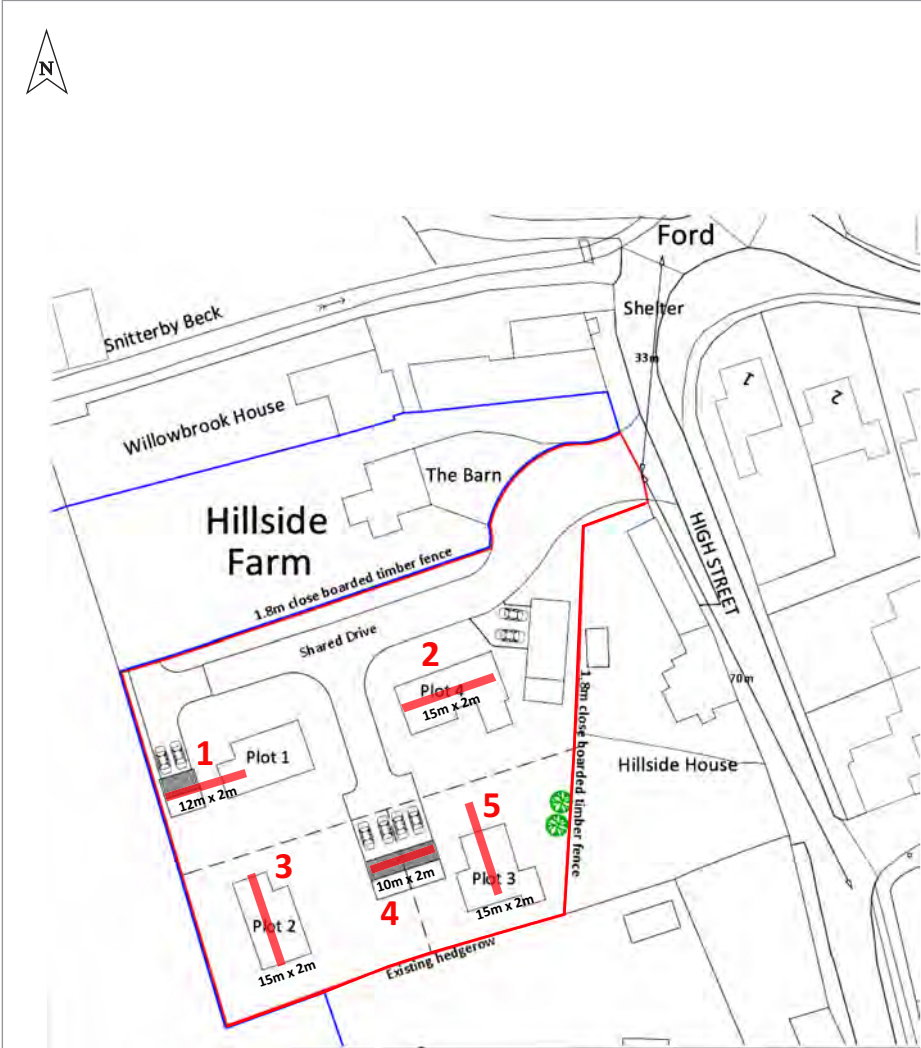 N
Ford
Snitterby Beck
Shelter
33m
1
2
Willowbrook House
The Barn
Hillside
Farm
HIGH STREET
1.8m close boarded timber fence
Shared Drive
2
Plot 4
15m x 2m
70m
1.8m close boarded timber fence
1
Plot 1
12m x 2m
Hillside House
5
3
10m x 2m
Plot 3
4
15m x 2m
Plot 2
15m x 2m
Existing hedgerow